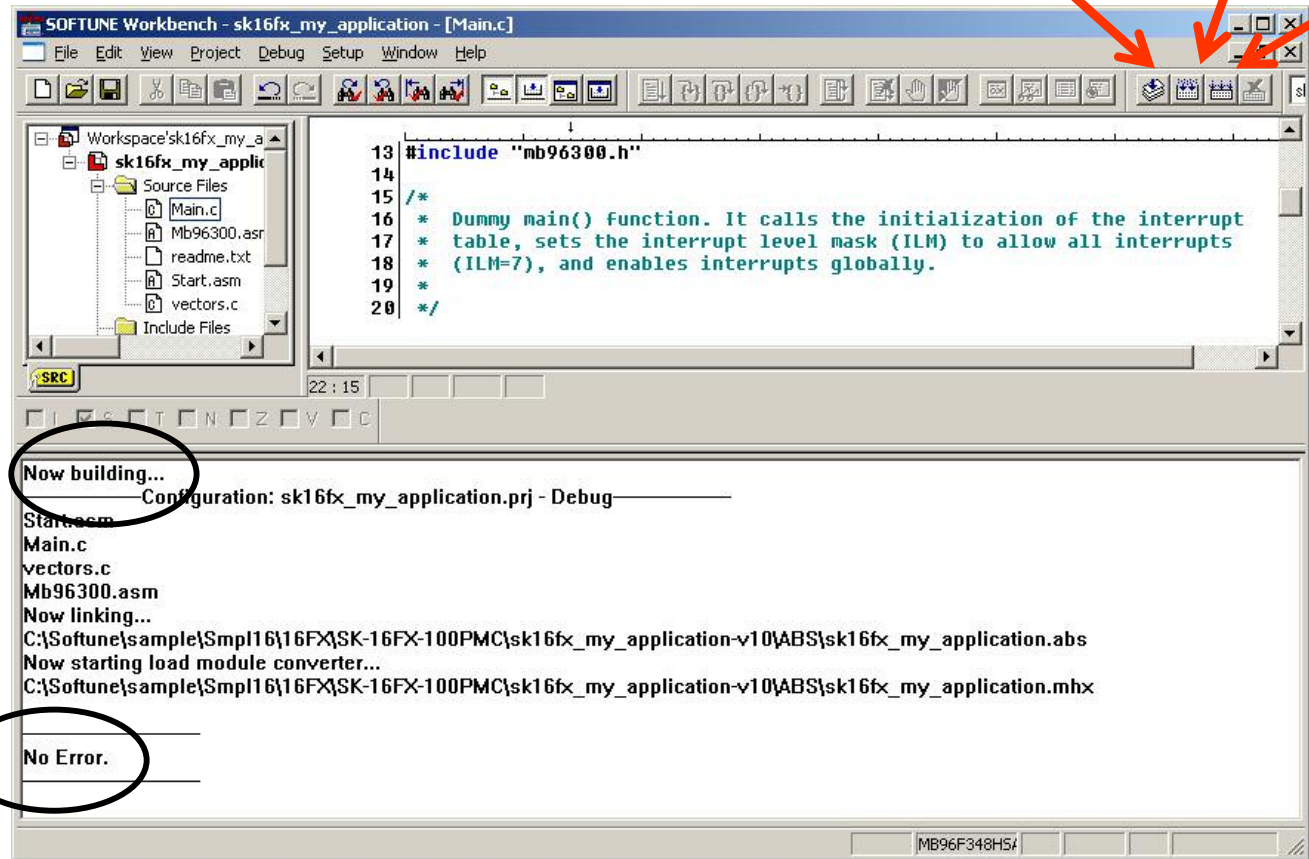 SOFTUNE Workbench - sk16fx_my_application - [Main.c]
File Edit View Project Debug Setup Window Help
Workspace'sk16fx_my_a
sk16fx_my_applic
Source Files
Main.c
Mb96300.asr
readme.txt
Start.asm
vectors.c
Include Files
SRC
13 #include "mb96300.h"
14
15 /*
16 * Dummy main() function. It calls the initialization of the interrupt
17 * table, sets the interrupt level mask (ILM) to allow all interrupts
18 * (ILM=7), and enables interrupts globally.
19 *
20 */
22 : 15
I S T N Z V C
Now building...
Configuration: sk16fx_my_application.prj - Debug
Start.asm
Main.c
vectors.c
Mb96300.asm
Now linking...
C:\Softune\sample\Smpl16\16FX\SK-16FX-100PMC\sk16fx_my_application-v10\ABS\sk16fx_my_application.abs
Now starting load module converter...
C:\Softune\sample\Smpl16\16FX\SK-16FX-100PMC\sk16fx_my_application-v10\ABS\sk16fx_my_application.mhx
No Error.